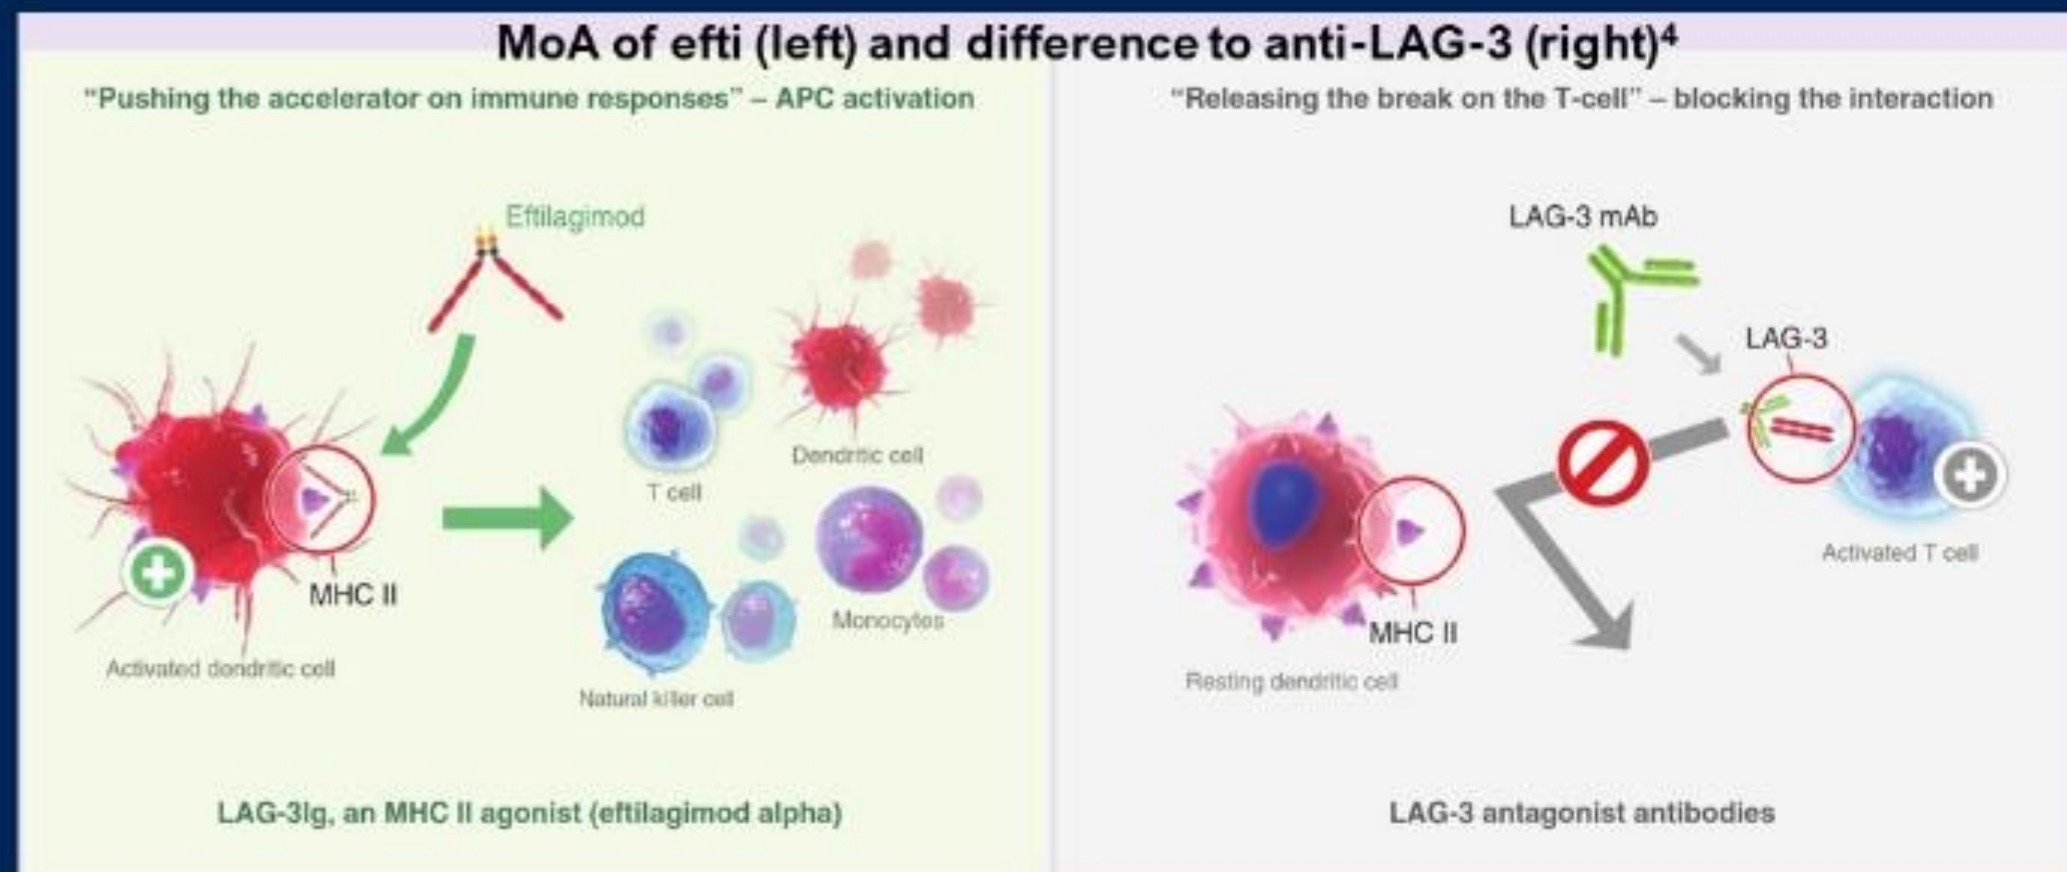 MoA of efti (left) and difference to anti-LAG-3 (right)⁴
“Pushing the accelerator on immune responses” – APC activation
Eftilagimod
T cell
Dendritic cell
MHC II
Activated dendritic cell
Natural killer cell
Monocytes
LAG-3Ig, an MHC II agonist (eftilagimod alpha)
“Releasing the break on the T-cell” – blocking the interaction
LAG-3 mAb
LAG-3
Activated T cell
MHC II
Resting dendritic cell
LAG-3 antagonist antibodies